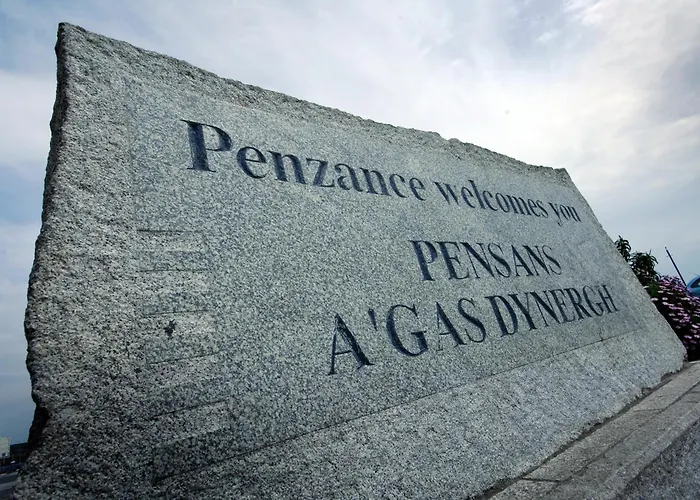 Penzance welcomes you
PENSANS
A'GAS DYNERGH